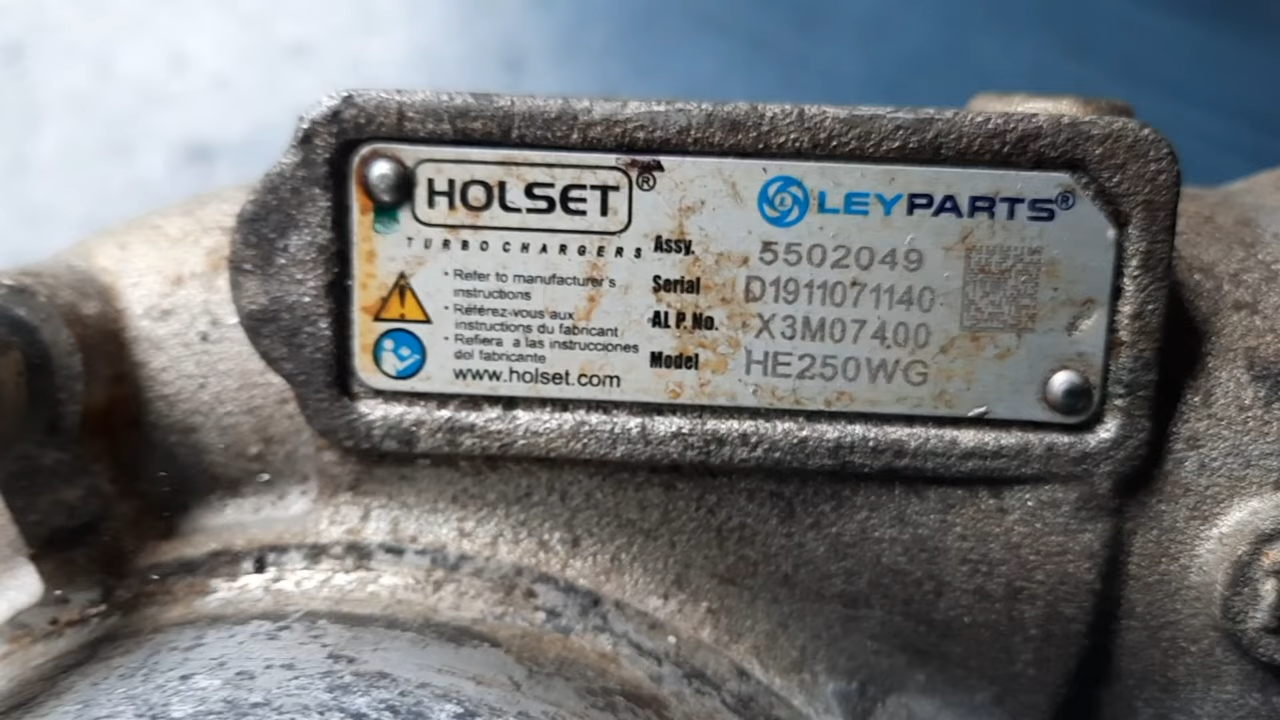 HOLSET®
TURBOCHARGERS
LEYPARTS®
Assy. 5502049
Serial D1911071140
AL P. No. X3M07400
Model HE250WG
• Refer to manufacturer's
instructions
• Référez-vous aux
instructions du fabricant
• Refiera a las instrucciones
del fabricante
www.holset.com